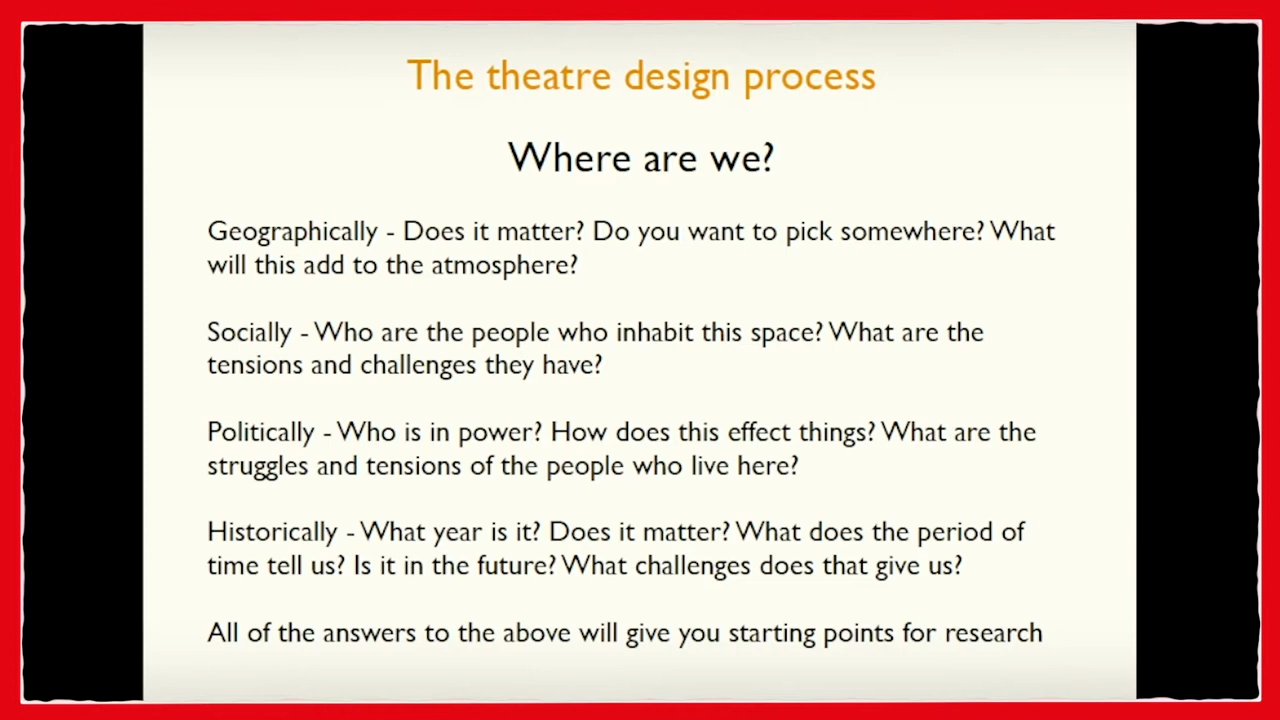 The theatre design process
Where are we?
Geographically - Does it matter? Do you want to pick somewhere? What
will this add to the atmosphere?
Socially - Who are the people who inhabit this space? What are the
tensions and challenges they have?
Politically - Who is in power? How does this effect things? What are the
struggles and tensions of the people who live here?
Historically - What year is it? Does it matter? What does the period of
time tell us? Is it in the future? What challenges does that give us?
All of the answers to the above will give you starting points for research